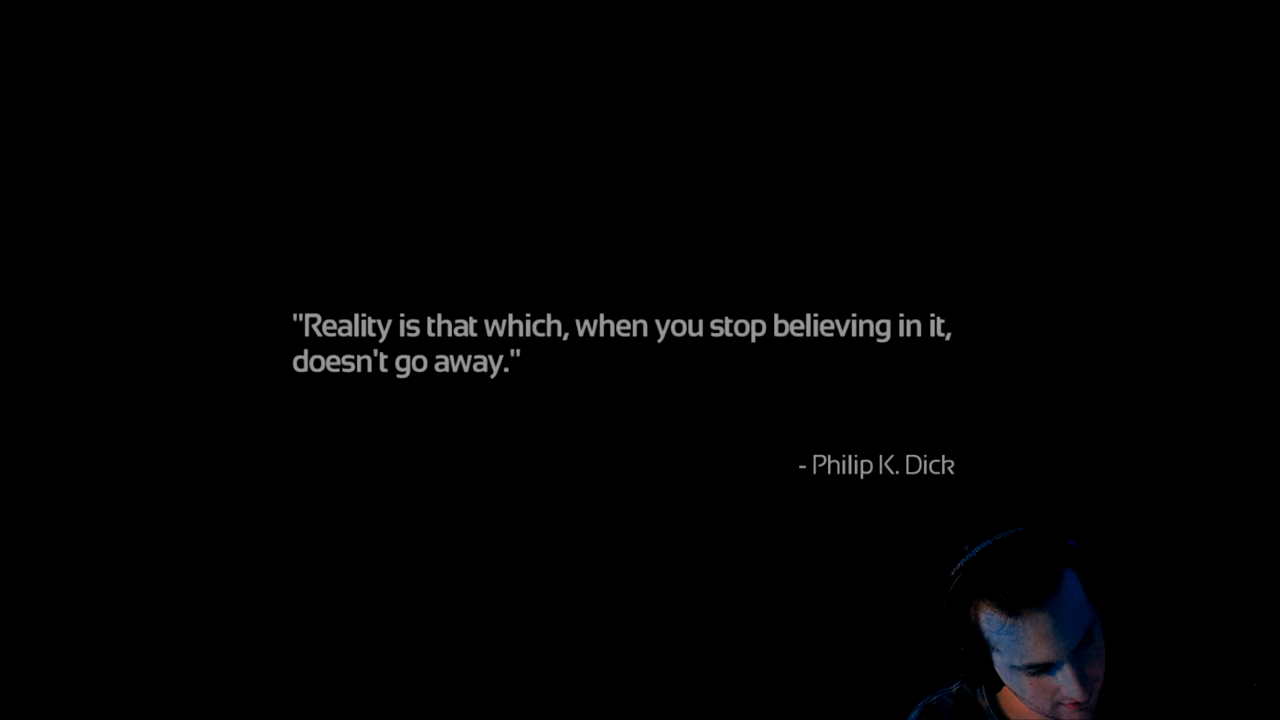 "Reality is that which, when you stop believing in it,
doesn't go away."
- Philip K. Dick